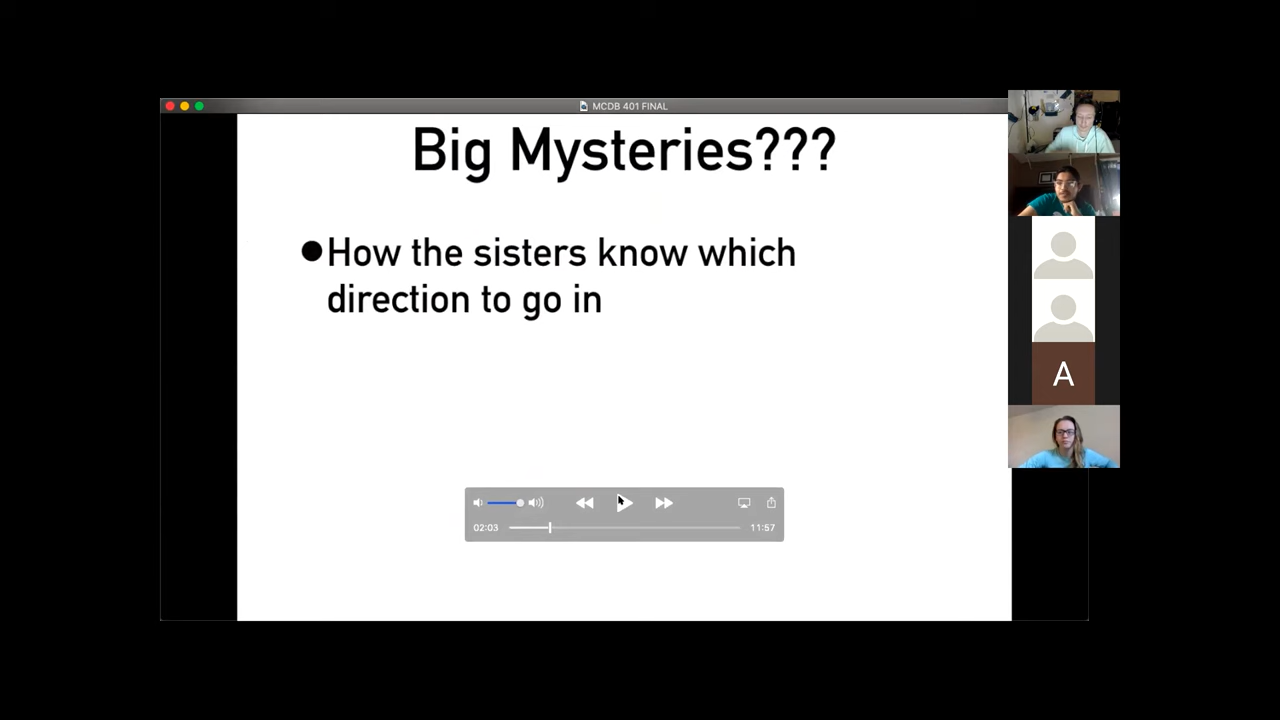 MCDB 401 FINAL
Big Mysteries???
●How the sisters know which
direction to go in
A
02:03
11:57